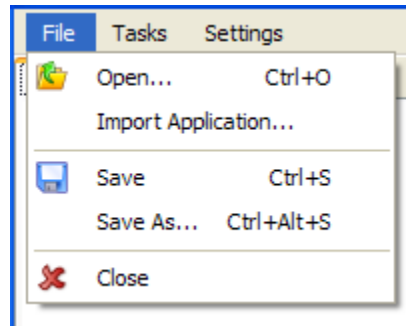 File Tasks Settings
Open... Ctrl+O
Import Application...
Save Ctrl+S
Save As... Ctrl+Alt+S
Close